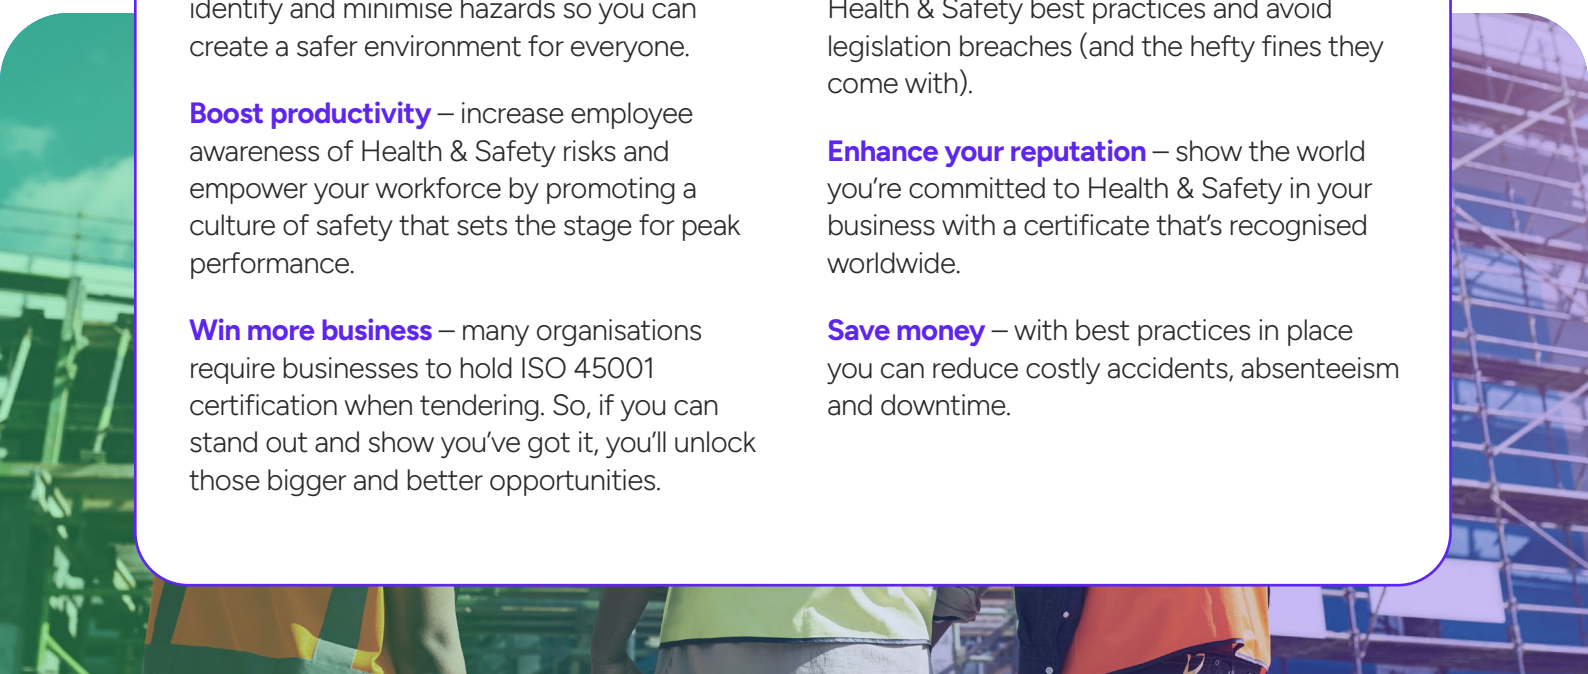 identify and minimise hazards so you can
create a safer environment for everyone.
Boost productivity – increase employee
awareness of Health & Safety risks and
empower your workforce by promoting a
culture of safety that sets the stage for peak
performance.
Win more business – many organisations
require businesses to hold ISO 45001
certification when tendering. So, if you can
stand out and show you’ve got it, you’ll unlock
those bigger and better opportunities.
Health & Safety best practices and avoid
legislation breaches (and the hefty fines they
come with).
Enhance your reputation – show the world
you’re committed to Health & Safety in your
business with a certificate that’s recognised
worldwide.
Save money – with best practices in place
you can reduce costly accidents, absenteeism
and downtime.